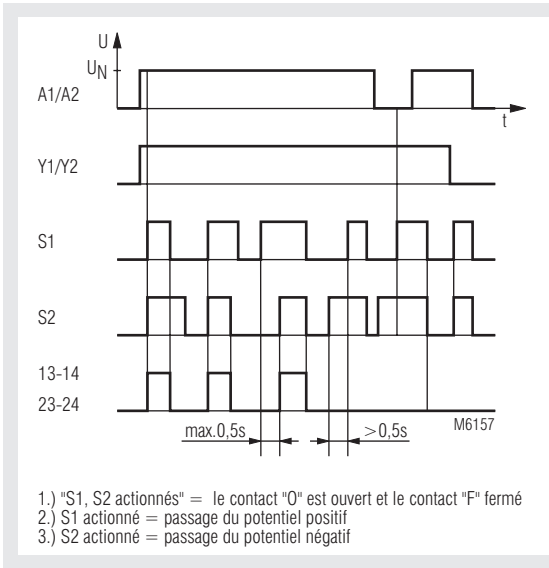 U
UN
A1/A2
t
Y1/Y2
S1
S2
13-14
23-24
max.0,5s
>0,5s
M6157
1.) "S1, S2 actionnés" = le contact "O" est ouvert et le contact "F" fermé
2.) S1 actionné = passage du potentiel positif
3.) S2 actionné = passage du potentiel négatif